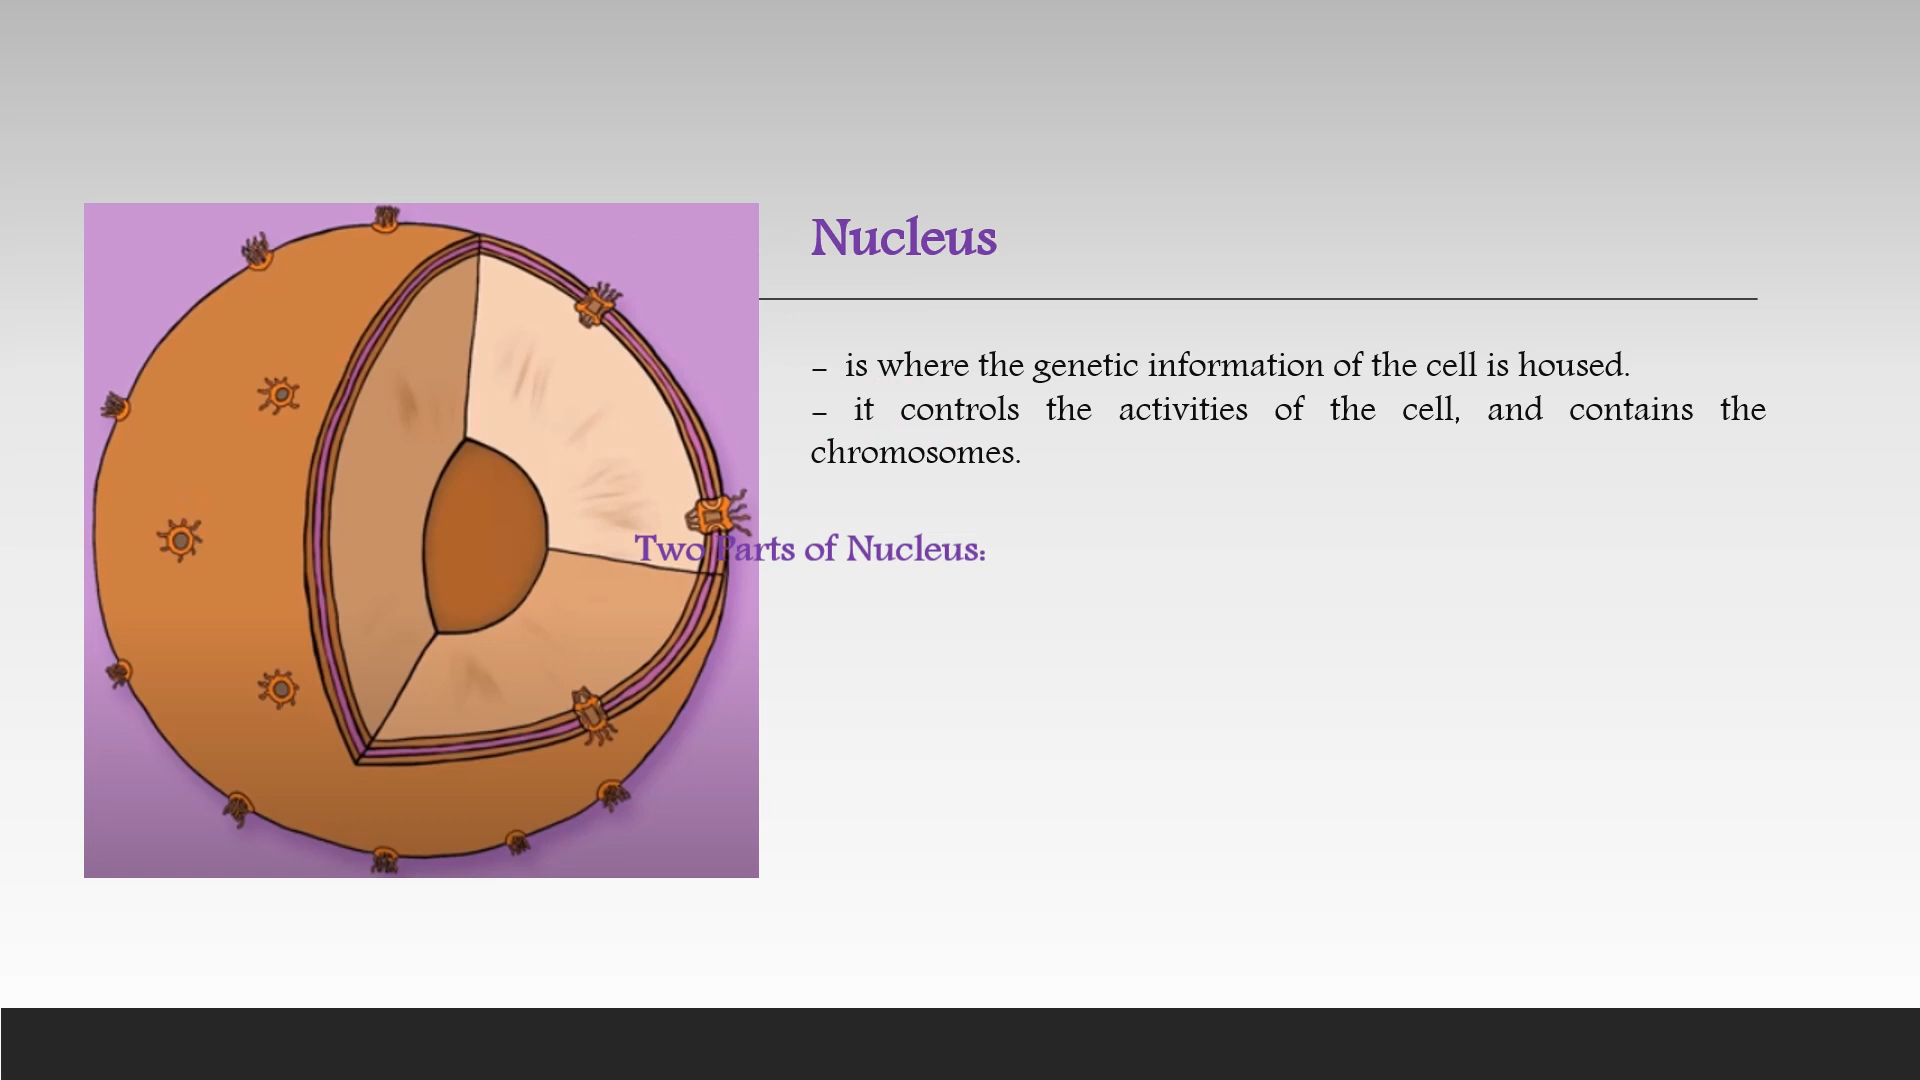 Nucleus
- is where the genetic information of the cell is housed.
- it controls the activities of the cell, and contains the
chromosomes.
Two Parts of Nucleus: